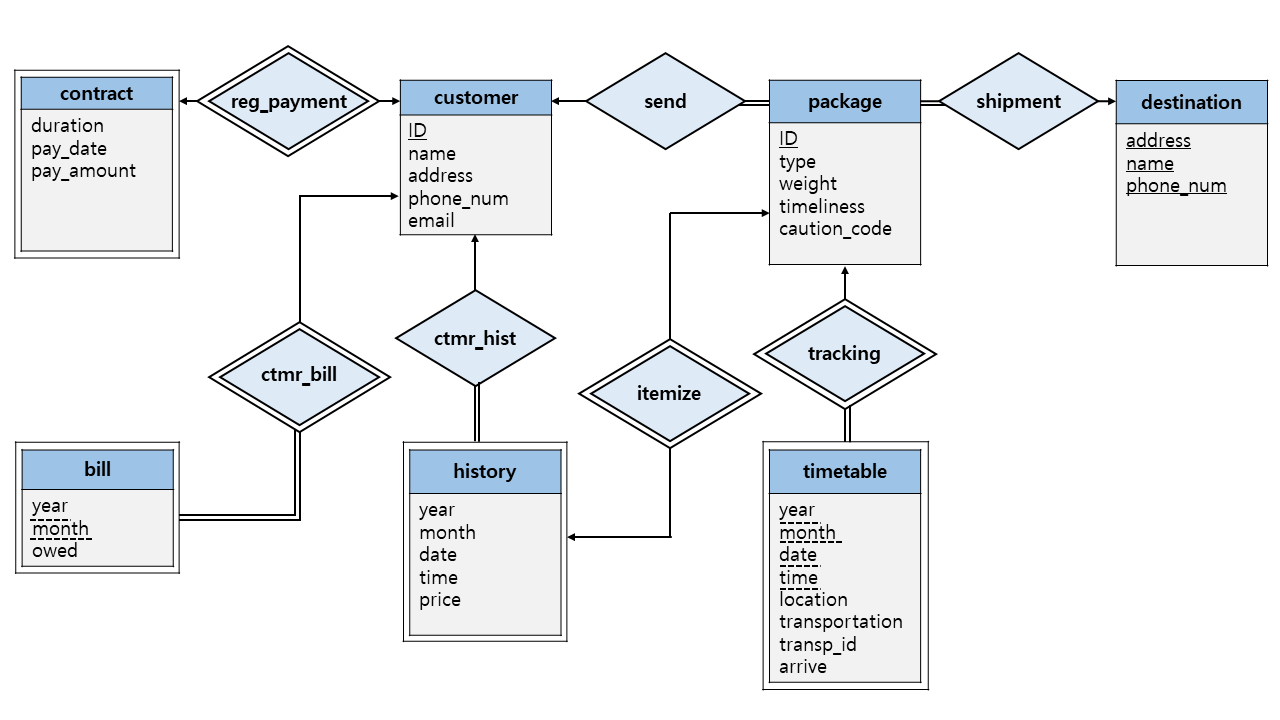 contract
duration
pay_date
pay_amount
reg_payment
customer
ID
name
address
phone_num
email
send
package
ID
type
weight
timeliness
caution_code
shipment
destination
address
name
phone_num
ctmr_bill
ctmr_hist
itemize
tracking
bill
year
month
owed
history
year
month
date
time
price
timetable
year
month
date
time
location
transportation
transp_id
arrive